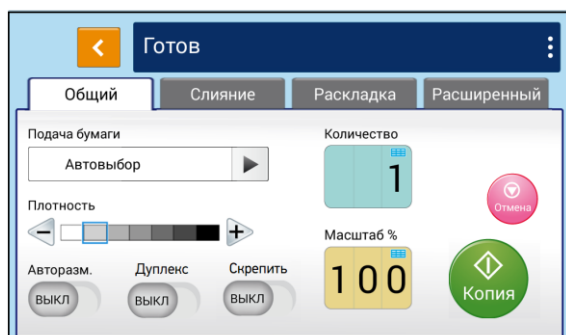 Готов
Общий Слияние Раскладка Расширенный
Подача бумаги
Автовыбор
Количество
1
Отмена
Плотность
Масштаб %
100
Копия
Авторазм. Дуплекс Скрепить
ВЫКЛ ВЫКЛ ВЫКЛ